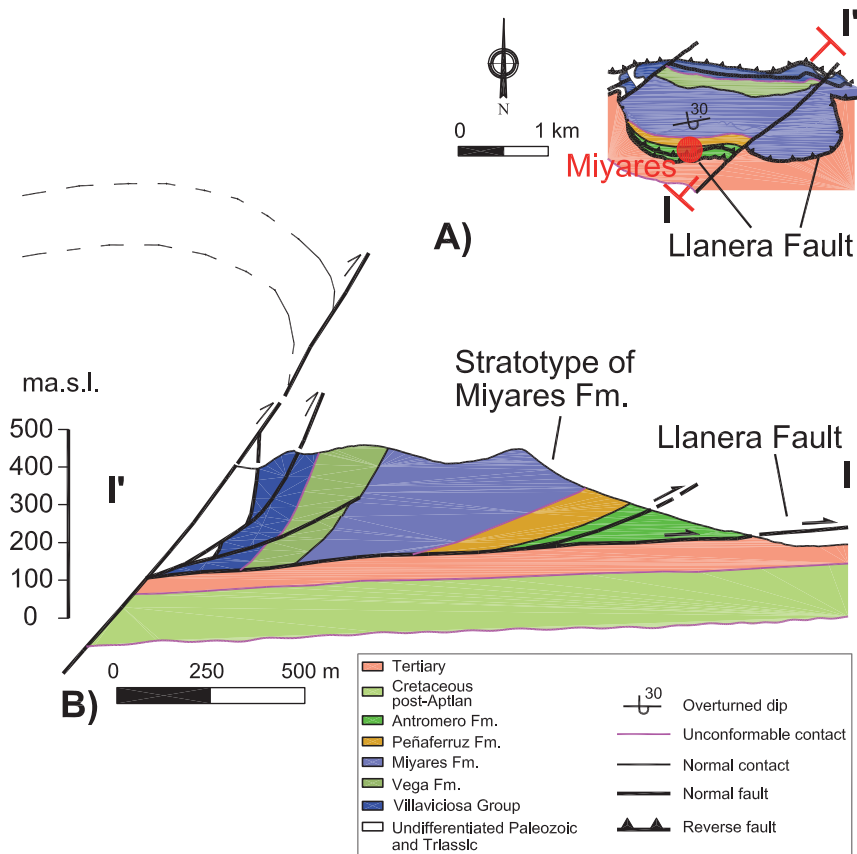 I'
N
0 1 km
30
Miyares
I
A)
Llanera Fault
ma.s.l.
Stratotype of
Miyares Fm.
Llanera Fault
500
400
300
200
100
0
I'
I
B)
0 250 500 m
Tertiary
Cretaceous
post-Aptlan
Antromero Fm.
Peñaferruz Fm.
Miyares Fm.
Vega Fm.
Villaviciosa Group
Undifferentiated Paleozoic
and Trlasslc
30
Overturned dip
Unconformable contact
Normal contact
Normal fault
Reverse fault